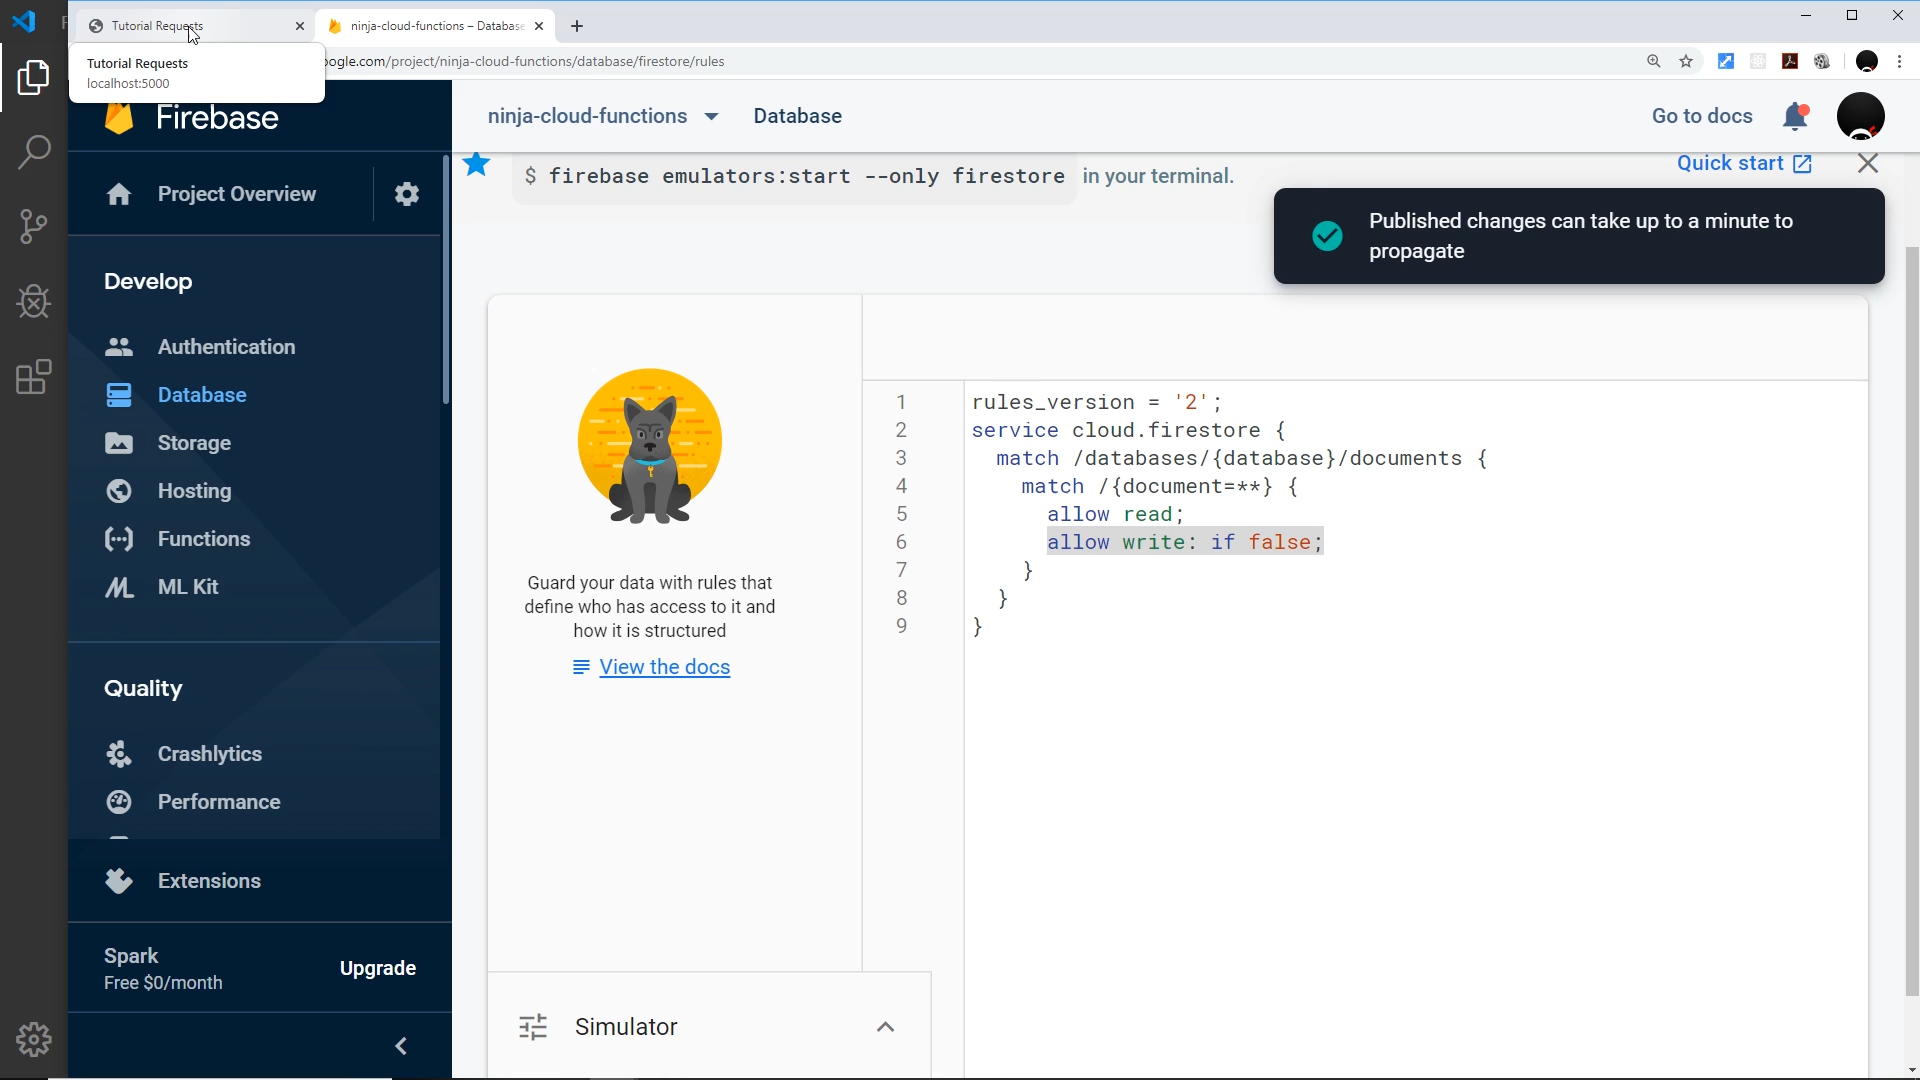 Tutorial Requests
ninja-cloud-functions – Database
Tutorial Requests
localhost:5000
oogle.com/project/ninja-cloud-functions/database/firestore/rules
Firebase
ninja-cloud-functions
Database
Go to docs
$ firebase emulators:start --only firestore in your terminal.
Quick start
Published changes can take up to a minute to
propagate
Project Overview
Develop
Authentication
Database
Storage
Hosting
Functions
ML Kit
Quality
Crashlytics
Performance
Extensions
Spark
Free $0/month
Upgrade
Guard your data with rules that
define who has access to it and
how it is structured
View the docs
1 rules_version = '2';
2 service cloud.firestore {
3 match /databases/{database}/documents {
4 match /{document=**} {
5 allow read;
6 allow write: if false;
7 }
8 }
9 }
Simulator